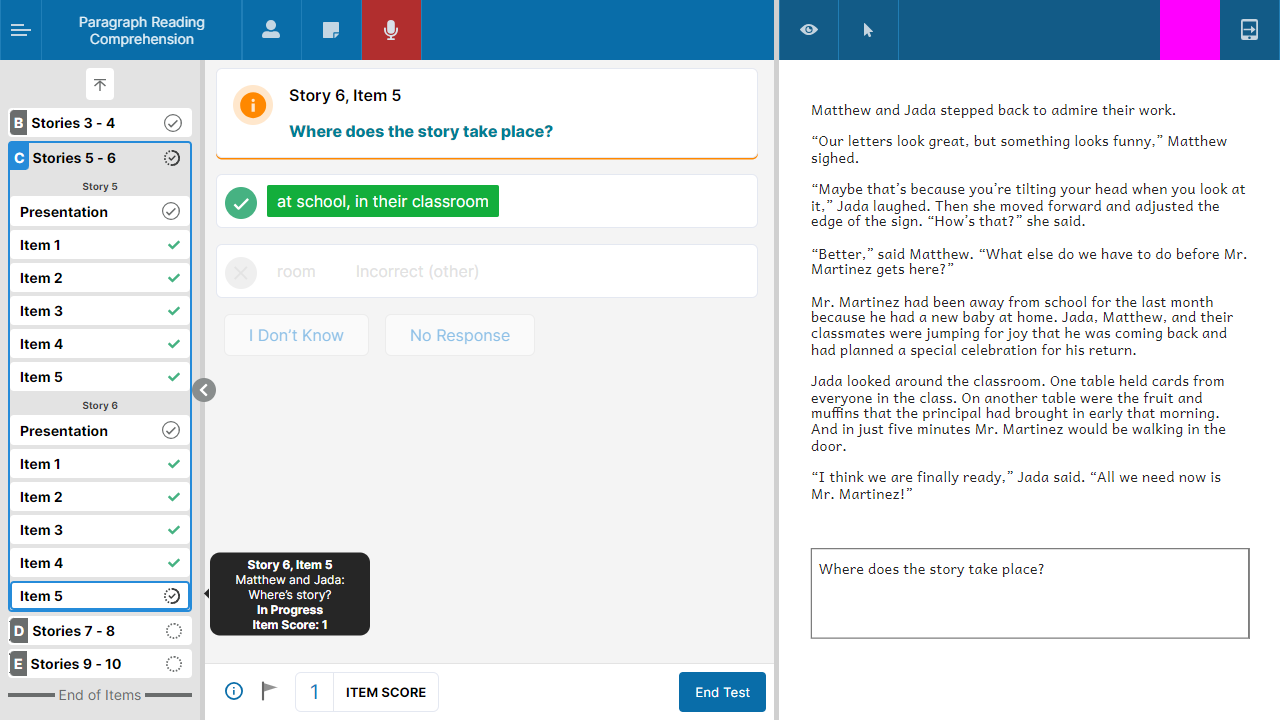 Paragraph Reading
Comprehension
B Stories 3 - 4
C Stories 5 - 6
Story 5
Presentation
Item 1
Item 2
Item 3
Item 4
Item 5
Story 6
Presentation
Item 1
Item 2
Item 3
Item 4
Item 5
D Stories 7 - 8
E Stories 9 - 10
End of Items
Story 6, Item 5
Where does the story take place?
at school, in their classroom
room Incorrect (other)
I Don't Know No Response
Story 6, Item 5
Matthew and Jada:
Where's story?
In Progress
Item Score: 1
1 ITEM SCORE
End Test
Matthew and Jada stepped back to admire their work.
“Our letters look great, but something looks funny,” Matthew
sighed.
“Maybe that’s because you’re tilting your head when you look at
it,” Jada laughed. Then she moved forward and adjusted the
edge of the sign. “How’s that?” she said.
“Better,” said Matthew. “What else do we have to do before Mr.
Martinez gets here?”
Mr. Martinez had been away from school for the last month
because he had a new baby at home. Jada, Matthew, and their
classmates were jumping for joy that he was coming back and
had planned a special celebration for his return.
Jada looked around the classroom. One table held cards from
everyone in the class. On another table were the fruit and
muffins that the principal had brought in early that morning.
And in just five minutes Mr. Martinez would be walking in the
door.
“I think we are finally ready,” Jada said. “All we need now is
Mr. Martinez!”
Where does the story take place?